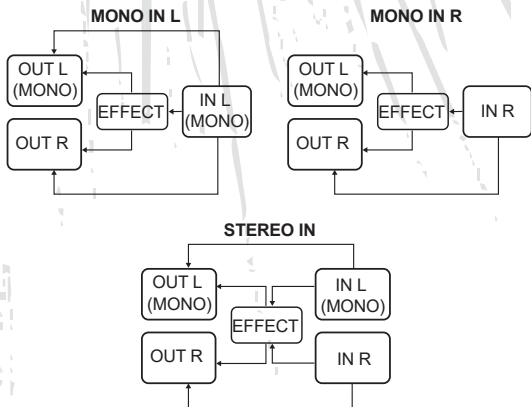 MONO IN L
OUT L
(MONO)
EFFECT
IN L
(MONO)
OUT R
MONO IN R
OUT L
(MONO)
EFFECT
IN R
OUT R
STEREO IN
OUT L
(MONO)
IN L
(MONO)
EFFECT
OUT R
IN R